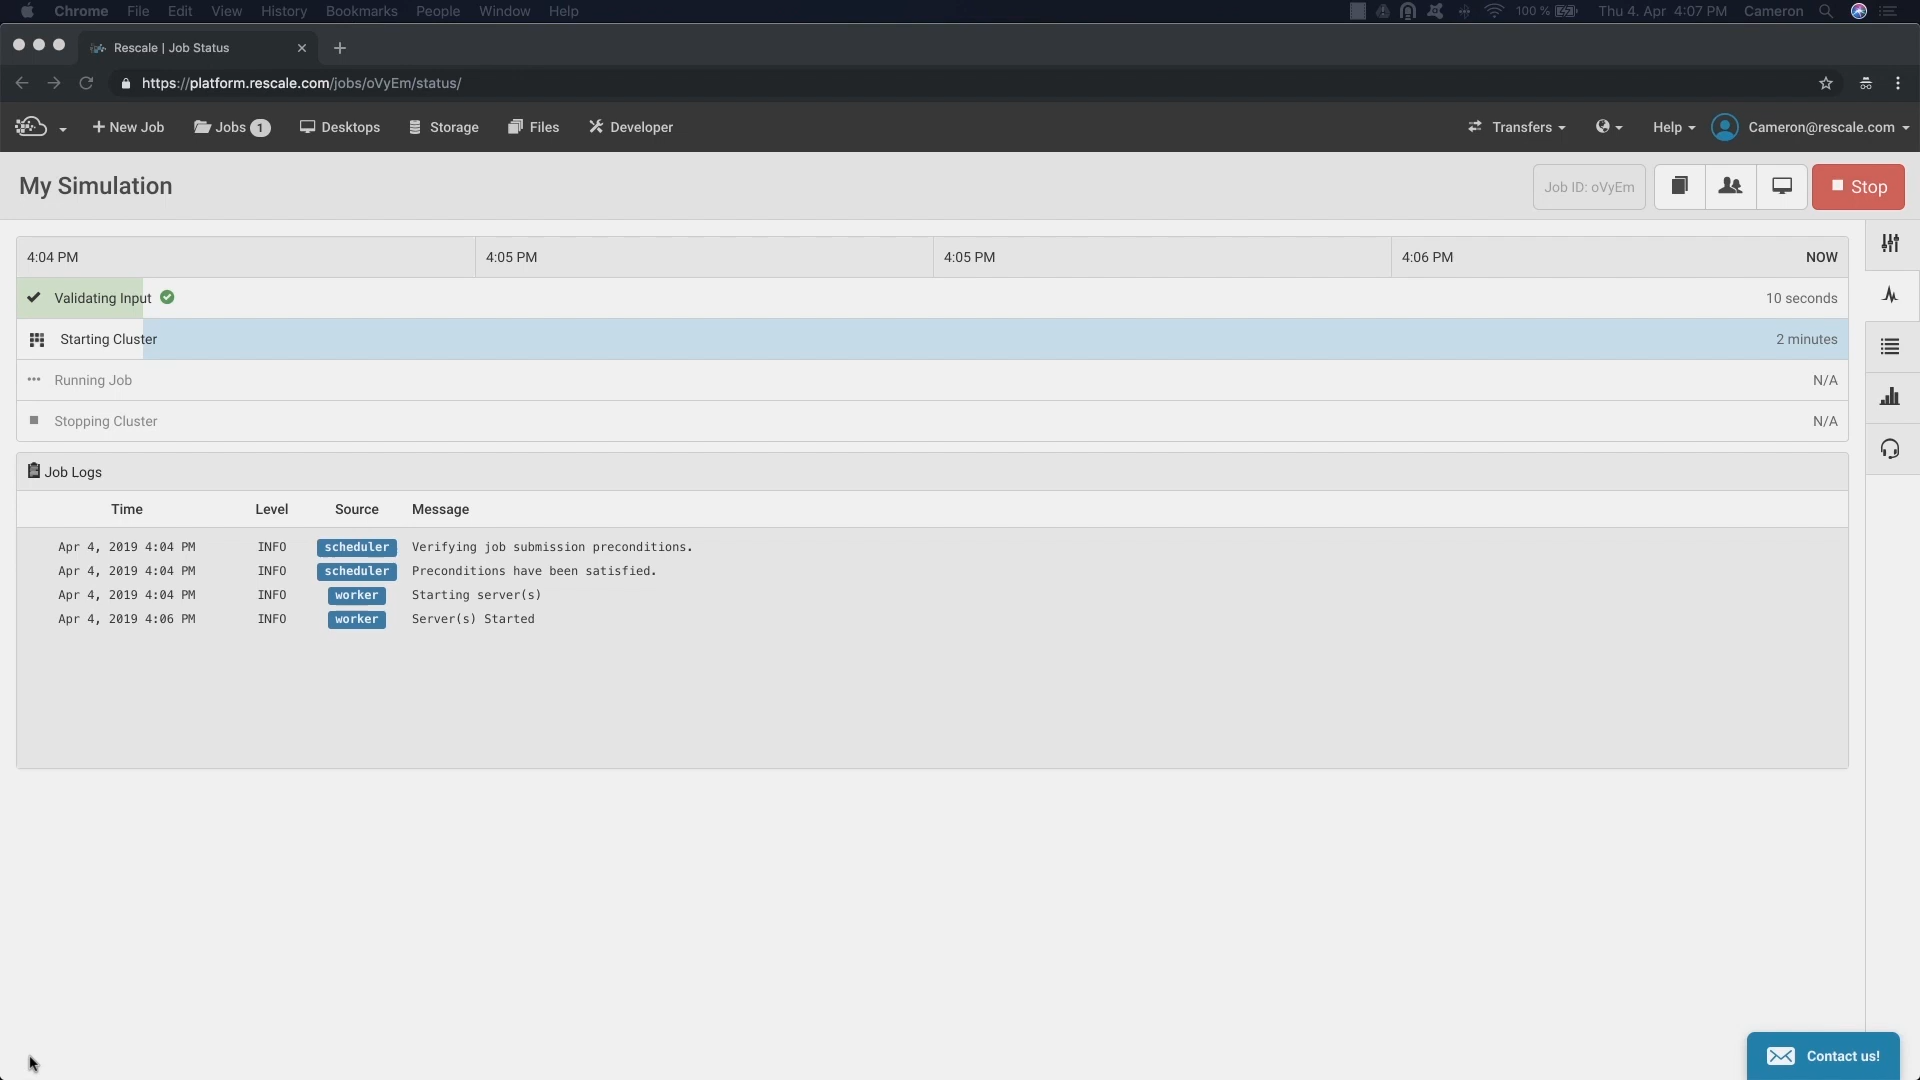 Chrome File Edit View History Bookmarks People Window Help 100 % Thu 4. Apr 4:07 PM Cameron
Rescale | Job Status
https://platform.rescale.com/jobs/oVyEm/status/
New Job Jobs 1 Desktops Storage Files Developer Transfers Help Cameron@rescale.com
My Simulation Job ID: oVyEm Stop
4:04 PM 4:05 PM 4:05 PM 4:06 PM NOW
Validating Input 10 seconds
Starting Cluster 2 minutes
Running Job N/A
Stopping Cluster N/A
Job Logs
Time Level Source Message
Apr 4, 2019 4:04 PM INFO scheduler Verifying job submission preconditions.
Apr 4, 2019 4:04 PM INFO scheduler Preconditions have been satisfied.
Apr 4, 2019 4:04 PM INFO worker Starting server(s)
Apr 4, 2019 4:06 PM INFO worker Server(s) Started
Contact us!